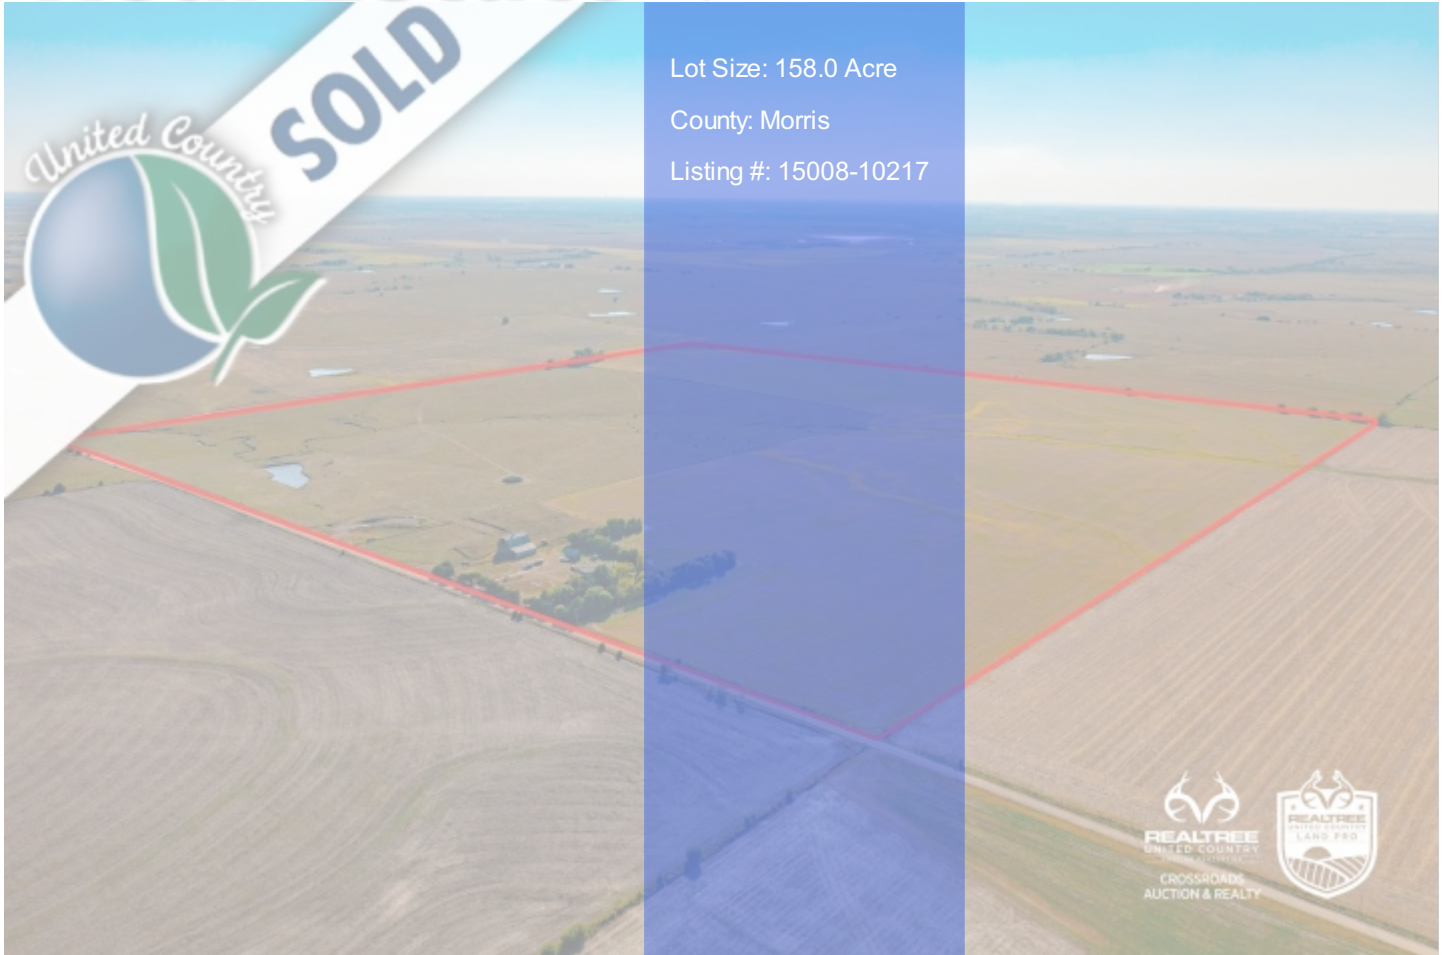 SOLD
United Country
Lot Size: 158.0 Acre
County: Morris
Listing #: 15008-10217
REALTREE
UNITED COUNTRY
CROSSROADS
AUCTION & REALTY
REALTREE
UNITED COUNTRY
LAND PRO